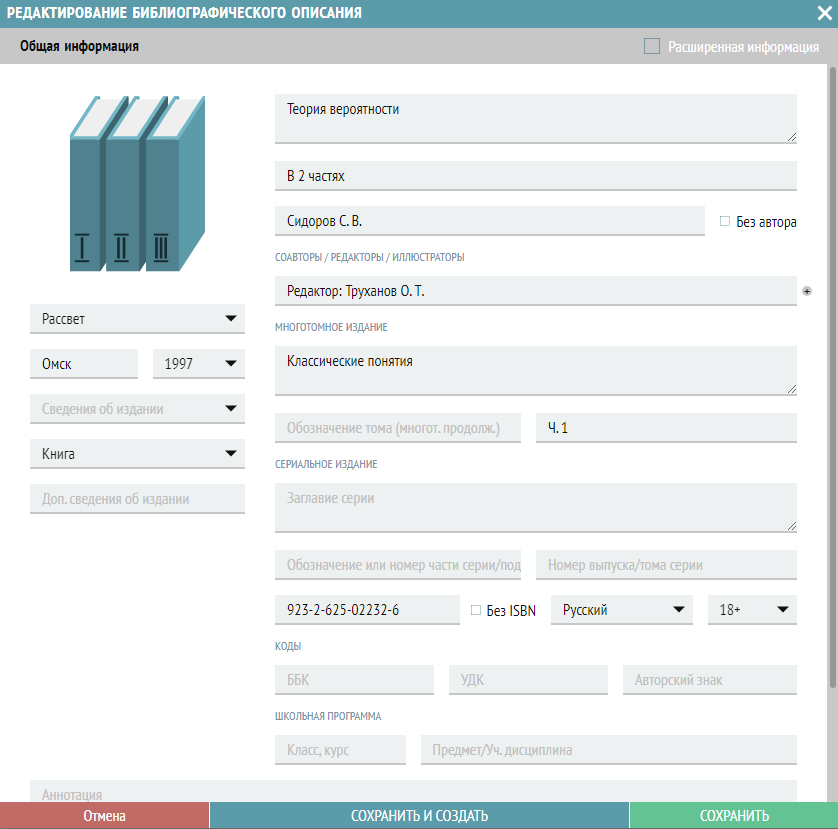 РЕДАКТИРОВАНИЕ БИБЛИОГРАФИЧЕСКОГО ОПИСАНИЯ
Общая информация
Расширенная информация
I II III
Рассвет
Омск 1997
Сведения об издании
Книга
Доп. сведения об издании
Теория вероятности
В 2 частях
Сидоров С. В. Без автора
СОАВТОРЫ / РЕДАКТОРЫ / ИЛЛЮСТРАТОРЫ
Редактор: Труханов О. Т.
МНОГОТОМНОЕ ИЗДАНИЕ
Классические понятия
Обозначение тома (многот. продолж.) Ч. 1
СЕРИАЛЬНОЕ ИЗДАНИЕ
Заглавие серии
Обозначение или номер части серии/под Номер выпуска/тома серии
923-2-625-02232-6 Без ISBN Русский 18+
КОДЫ
ББК УДК Авторский знак
ШКОЛЬНАЯ ПРОГРАММА
Класс, курс Предмет/Уч. дисциплина
Аннотация
Отмена СОХРАНИТЬ И СОЗДАТЬ СОХРАНИТЬ